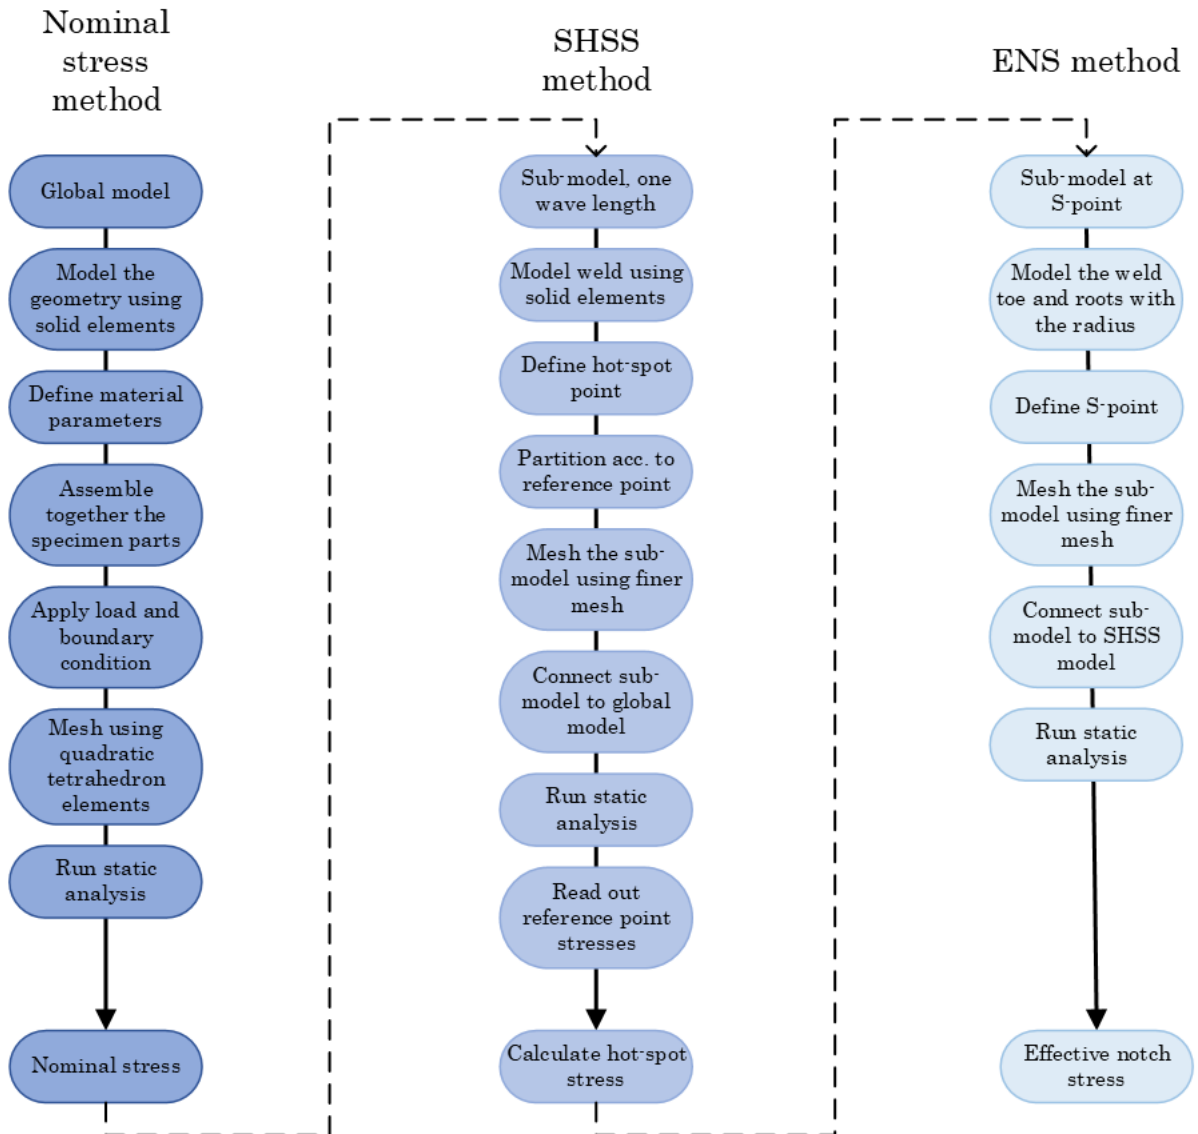 Nominal
stress
method
Global model
Model the
geometry using
solid elements
Define material
parameters
Assemble
together the
specimen parts
Apply load and
boundary
condition
Mesh using
quadratic
tetrahedron
elements
Run static
analysis
Nominal stress
SHSS
method
Sub-model, one
wave length
Model weld using
solid elements
Define hot-spot
point
Partition acc. to
reference point
Mesh the sub-
model using finer
mesh
Connect sub-
model to global
model
Run static
analysis
Read out
reference point
stresses
Calculate hot-spot
stress
ENS method
Sub-model at
S-point
Model the weld
toe and roots with
the radius
Define S-point
Mesh the sub-
model using finer
mesh
Connect sub-
model to SHSS
model
Run static
analysis
Effective notch
stress